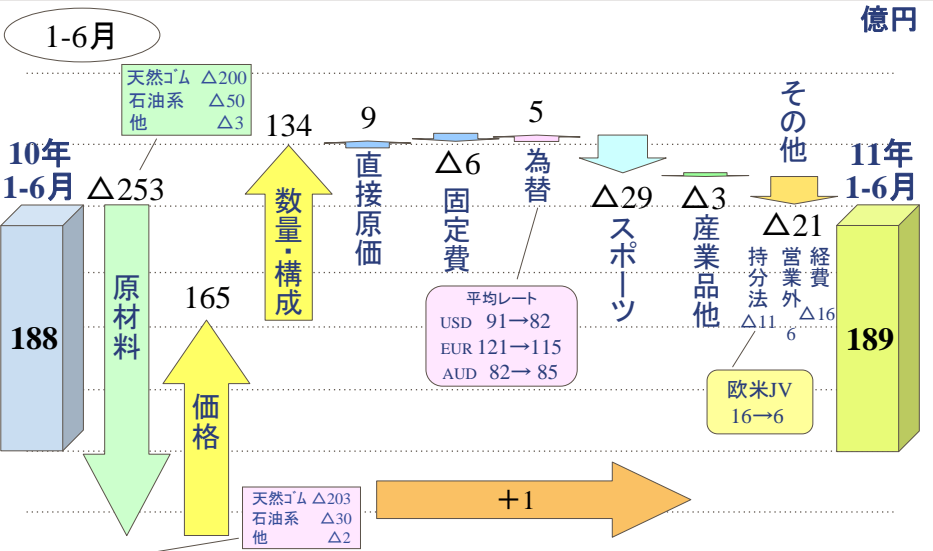 1-6月
億円
10年
1-6月
188
天然ゴム △200
石油系 △50
他 △3
△253
原材料
165
価格
天然ゴム △203
石油系 △30
他 △2
134
数量・構成
9
直接原価
△6
固定費
5
為替
平均レート
USD 91→82
EUR 121→115
AUD 82→85
△29
スポーツ
△3
産業品他
その他
△21
持分法
△11
営業外
6
経費
△16
欧米JV
16→6
＋1
11年
1-6月
189